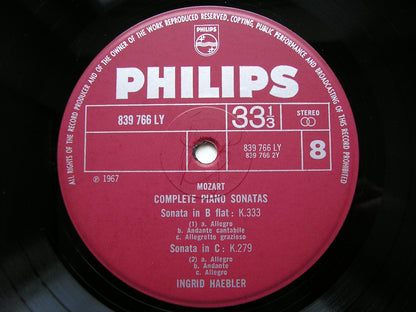 ALL RIGHTS OF THE RECORD PRODUCER AND OF THE OWNER OF THE WORK REPRODUCED RESERVED. COPYING, PUBLIC PERFORMANCE AND BROADCASTING OF THIS RECORD PROHIBITED
PHILIPS
PHILIPS
839 766 LY
33 1/3
STEREO
839 766 LY
839 766 2Y
8
℗ 1967
MOZART
COMPLETE PIANO SONATAS
Sonata in B flat : K.333
(1) a. Allegro
b. Andante cantabile
c. Allegretto grazioso
Sonata in C : K.279
(2) a. Allegro
b. Andante
c. Allegro
INGRID HAEBLER